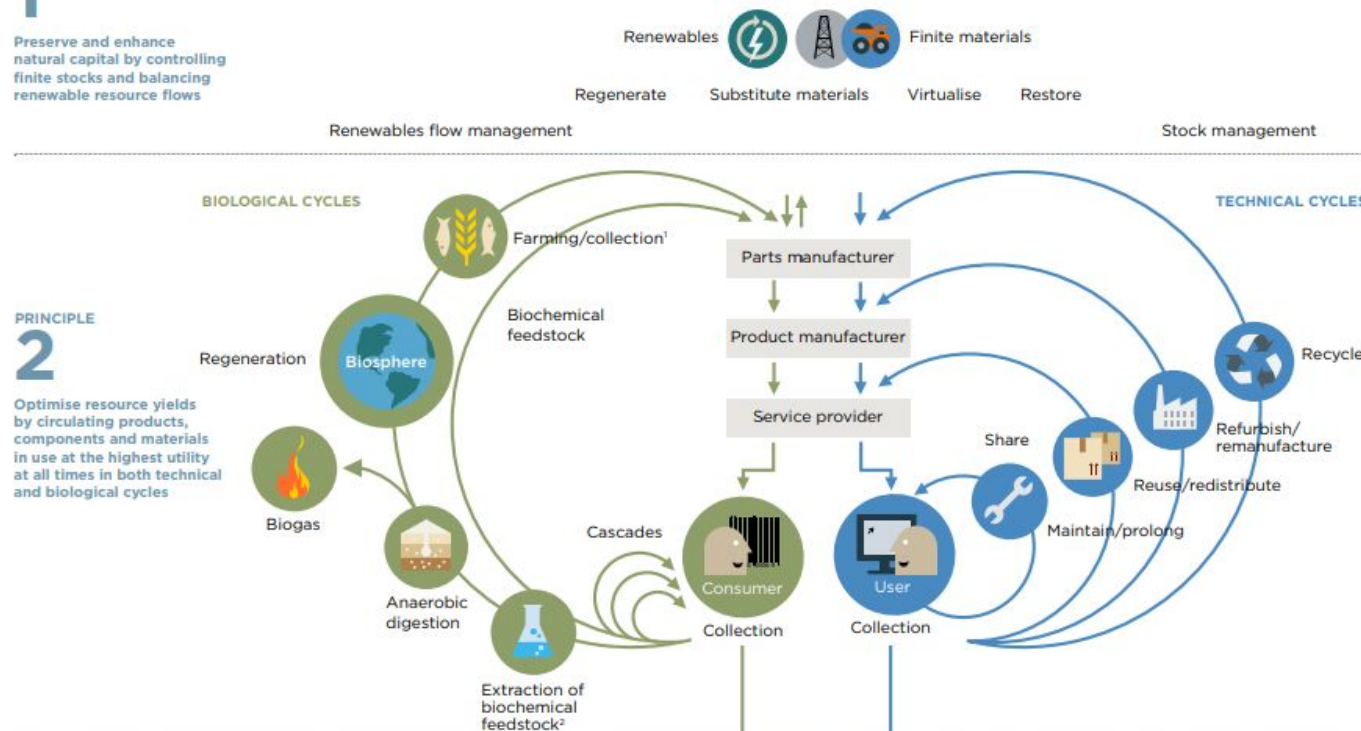 1
Preserve and enhance
natural capital by controlling
finite stocks and balancing
renewable resource flows
Renewables
Finite materials
Regenerate
Substitute materials
Virtualise
Restore
Renewables flow management
Stock management
BIOLOGICAL CYCLES
TECHNICAL CYCLES
Farming/collection¹
Parts manufacturer
Biochemical
feedstock
PRINCIPLE
2
Optimise resource yields
by circulating products,
components and materials
in use at the highest utility
at all times in both technical
and biological cycles
Regeneration
Biosphere
Product manufacturer
Recycle
Service provider
Share
Refurbish/
remanufacture
Reuse/redistribute
Maintain/prolong
Biogas
Cascades
Consumer
User
Anaerobic
digestion
Collection
Collection
Extraction of
biochemical
feedstock²